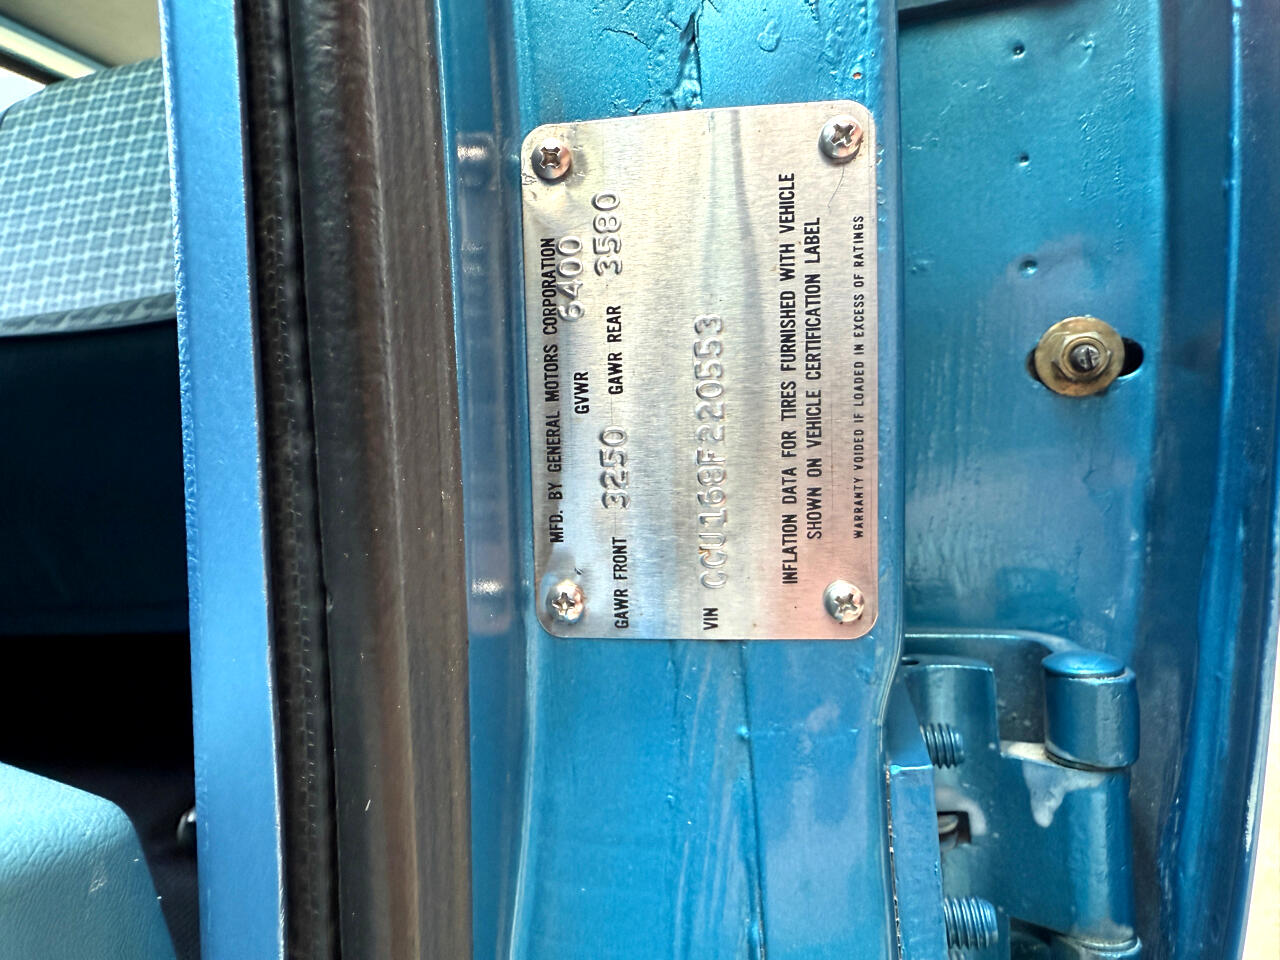 MFD. BY GENERAL MOTORS CORPORATION
GVWR 6400
GAWR FRONT 3250 GAWR REAR 3580
VIN CCU168F220553
INFLATION DATA FOR TIRES FURNISHED WITH VEHICLE
SHOWN ON VEHICLE CERTIFICATION LABEL
WARRANTY VOIDED IF LOADED IN EXCESS OF RATINGS